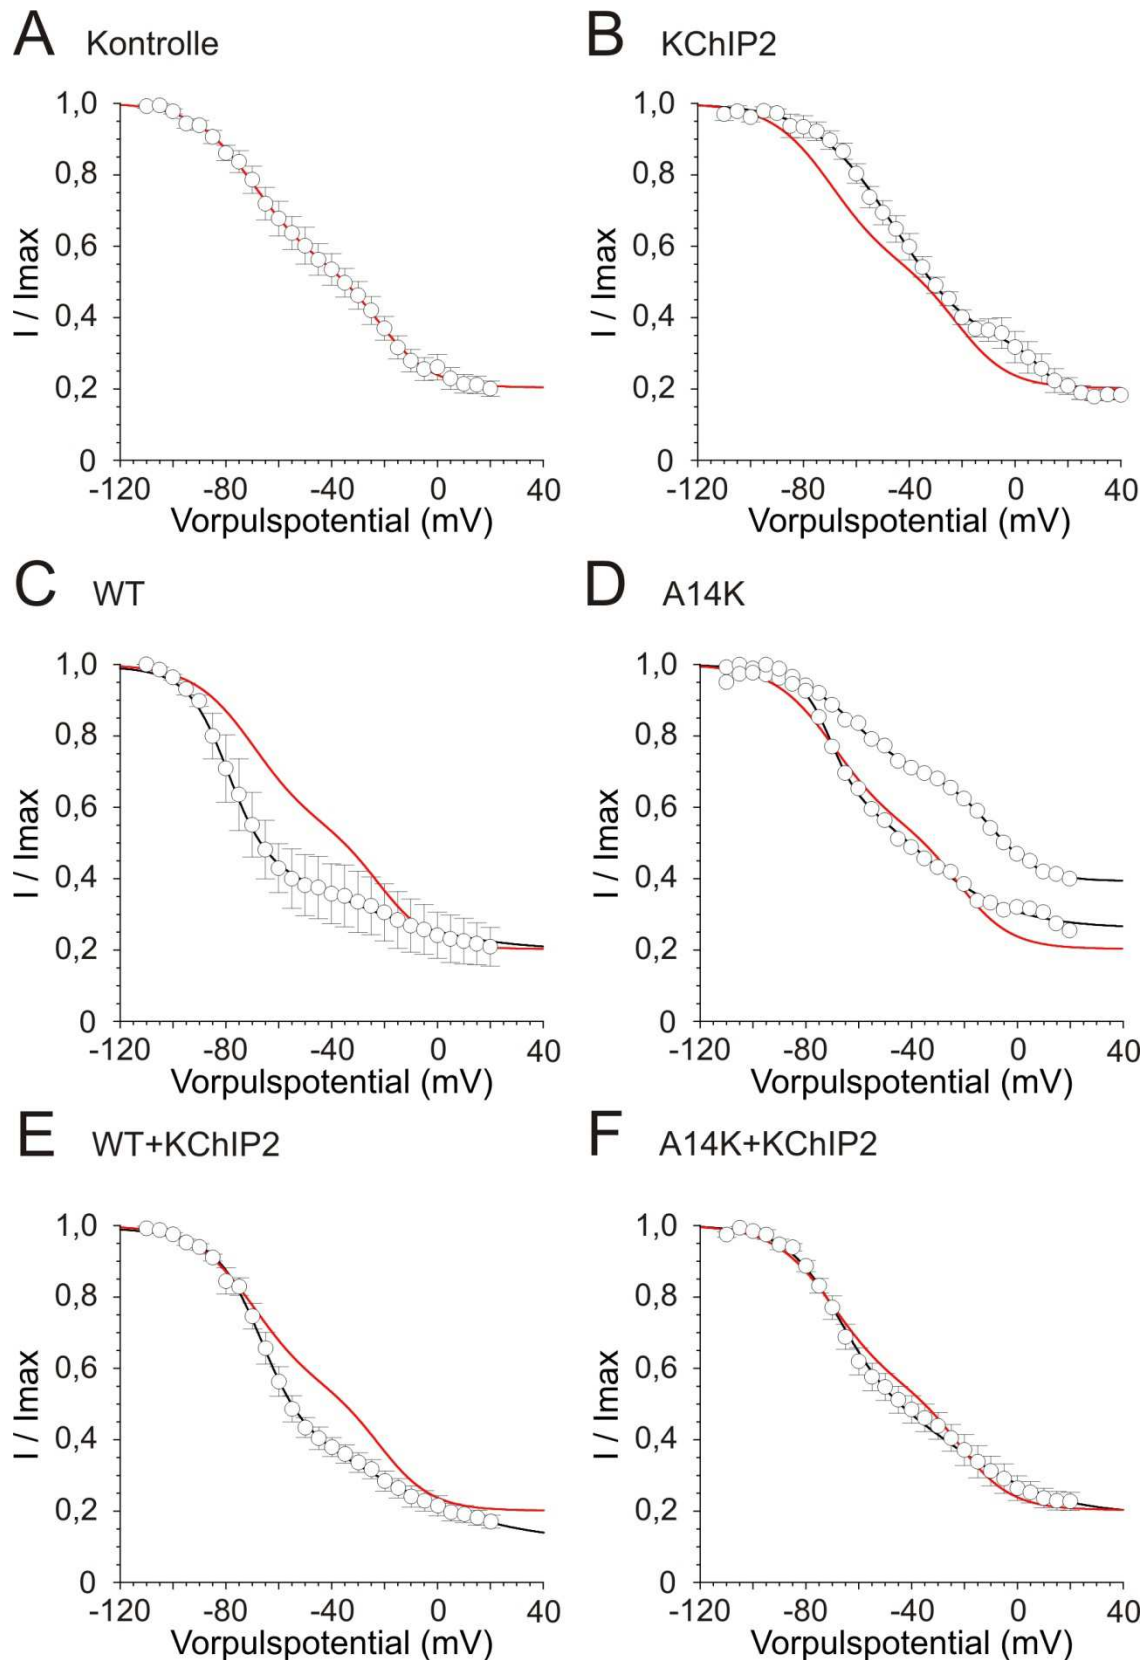 A Kontrolle
1,0
0,8
0,6
0,4
0,2
0
I / Imax
-120 -80 -40 0 40
Vorpulspotential (mV)
B KChIP2
1,0
0,8
0,6
0,4
0,2
0
I / Imax
-120 -80 -40 0 40
Vorpulspotential (mV)
C WT
1,0
0,8
0,6
0,4
0,2
0
I / Imax
-120 -80 -40 0 40
Vorpulspotential (mV)
D A14K
1,0
0,8
0,6
0,4
0,2
0
I / Imax
-120 -80 -40 0 40
Vorpulspotential (mV)
E WT+KChIP2
1,0
0,8
0,6
0,4
0,2
0
I / Imax
-120 -80 -40 0 40
Vorpulspotential (mV)
F A14K+KChIP2
1,0
0,8
0,6
0,4
0,2
0
I / Imax
-120 -80 -40 0 40
Vorpulspotential (mV)